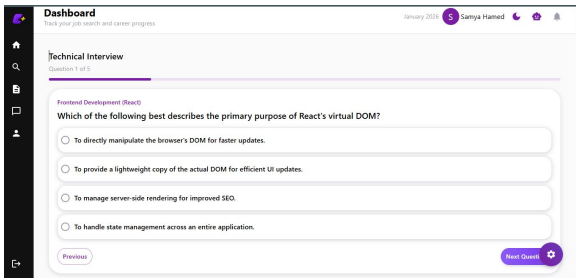 Dashboard
Track your job search and career progress
January 2026
S
Samya Hamed
Technical Interview
Question 1 of 5
Frontend Development (React)
Which of the following best describes the primary purpose of React's virtual DOM?
To directly manipulate the browser's DOM for faster updates.
To provide a lightweight copy of the actual DOM for efficient UI updates.
To manage server-side rendering for improved SEO.
To handle state management across an entire application.
Previous
Next Questi